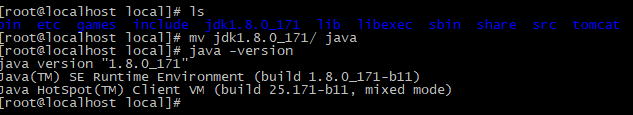 [root@localhost local]# ls
bin  etc  games  include  jdk1.8.0_171  lib  libexec  sbin  share  src  tomcat
[root@localhost local]# mv jdk1.8.0_171/ java
[root@localhost local]# java -version
java version "1.8.0_171"
Java(TM) SE Runtime Environment (build 1.8.0_171-b11)
Java HotSpot(TM) Client VM (build 25.171-b11, mixed mode)
[root@localhost local]#